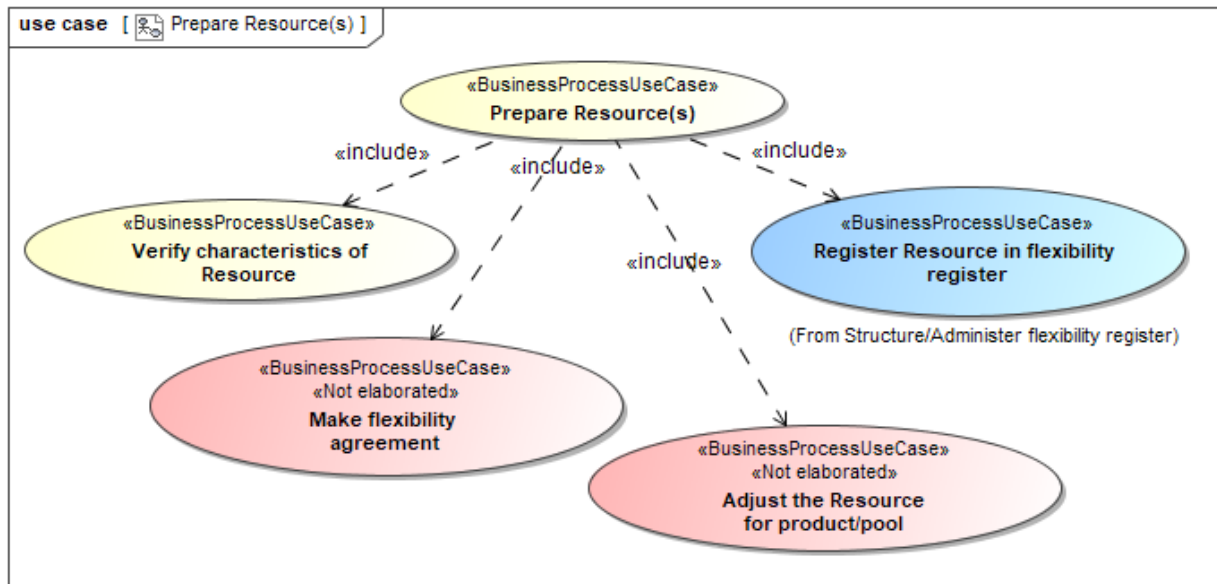 use case [ Prepare Resource(s) ]
«BusinessProcessUseCase»
Prepare Resource(s)
«include»
«include»
«include»
«include»
«BusinessProcessUseCase»
Verify characteristics of
Resource
«BusinessProcessUseCase»
Register Resource in flexibility
register
(From Structure/Administer flexibility register)
«BusinessProcessUseCase»
«Not elaborated»
Make flexibility
agreement
«BusinessProcessUseCase»
«Not elaborated»
Adjust the Resource
for product/pool